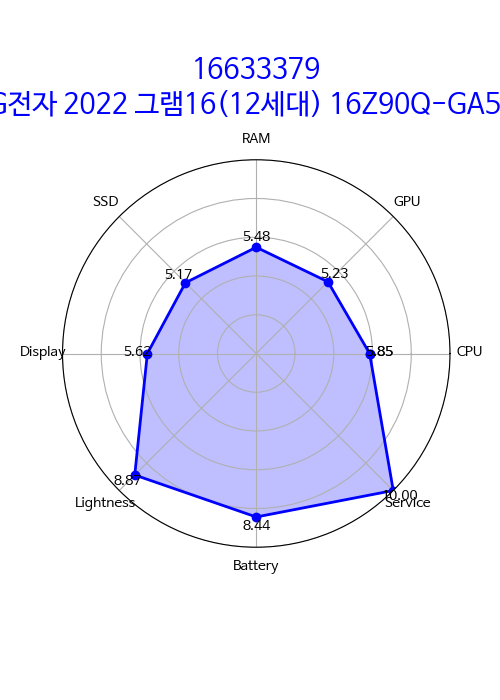 16633379
G전자 2022 그램16(12세대) 16Z90Q-GA5
RAM
SSD
GPU
5.48
5.17
5.23
Display
5.63
5.85
CPU
8.87
10.00
Lightness
Service
8.44
Battery